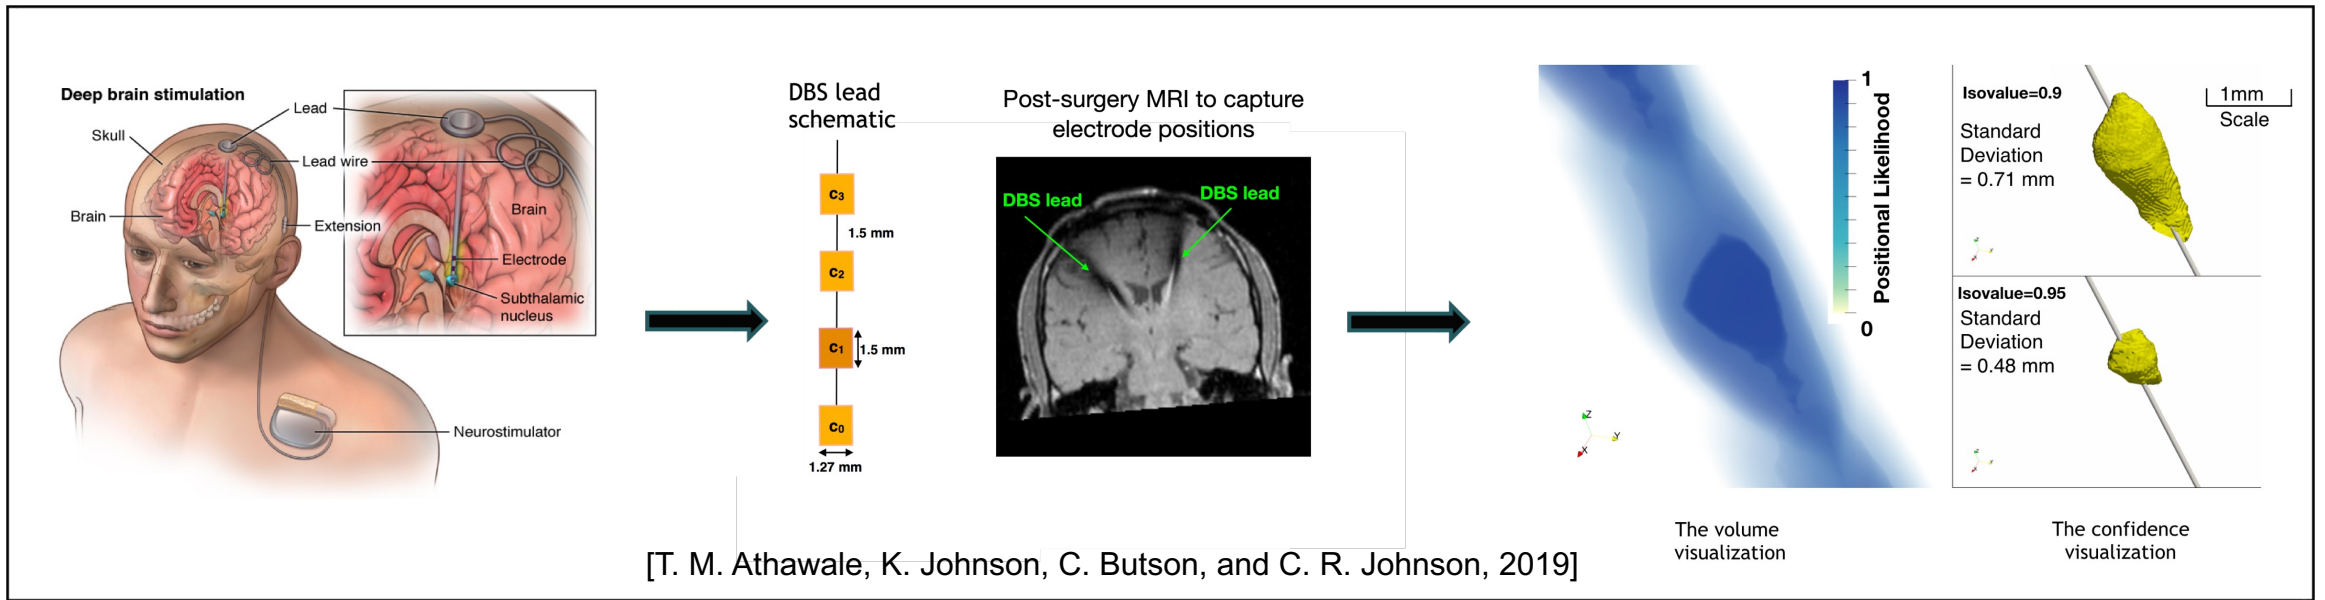 Deep brain stimulation
Skull
Brain
Lead
Lead wire
Extension
Brain
Electrode
Subthalamic
nucleus
Neurostimulator
DBS lead
schematic
c3
1.5 mm
c2
c1
1.5 mm
c0
1.27 mm
Post-surgery MRI to capture
electrode positions
DBS lead
DBS lead
1
Positional Likelihood
0
Z
Y
X
The volume
visualization
Isovalue=0.9
Standard
Deviation
= 0.71 mm
1mm
Scale
Isovalue=0.95
Standard
Deviation
= 0.48 mm
The confidence
visualization
[T. M. Athawale, K. Johnson, C. Butson, and C. R. Johnson, 2019]